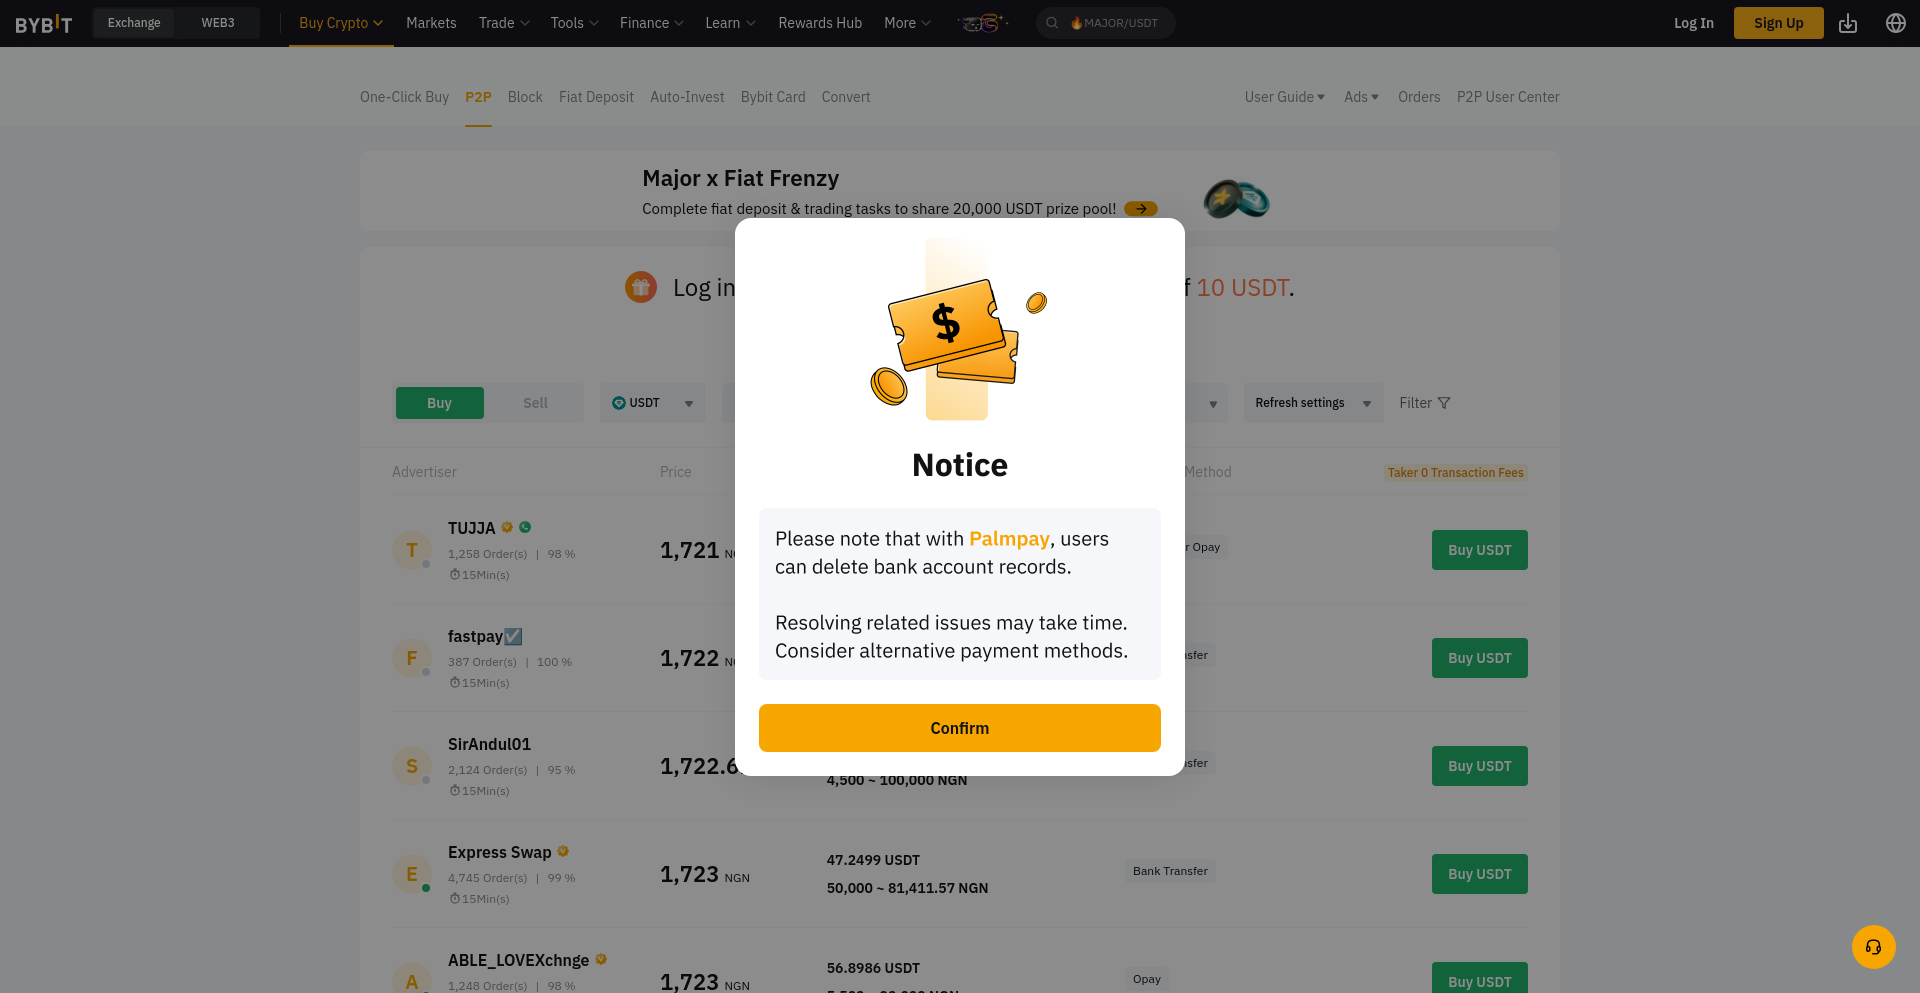 BYBIT
Exchange WEB3 Buy Crypto Markets Trade Tools Finance Learn Rewards Hub More 🔥MAJOR/USDT Log In Sign Up
One-Click Buy P2P Block Fiat Deposit Auto-Invest Bybit Card Convert User Guide Ads Orders P2P User Center
Major x Fiat Frenzy
Complete fiat deposit & trading tasks to share 20,000 USDT prize pool!
Log in 10 USDT.
Buy Sell USDT Refresh settings Filter
Advertiser Price Method Taker 0 Transaction Fees
$
Notice
Please note that with Palmpay, users
can delete bank account records.
Resolving related issues may take time.
Consider alternative payment methods.
Confirm
T TUJJA
1,258 Order(s) | 98 %
15Min(s)
1,721
Opay
Buy USDT
F fastpay☑
387 Order(s) | 100 %
15Min(s)
1,722
Buy USDT
S SirAndul01
2,124 Order(s) | 95 %
15Min(s)
1,722.6
4,500 ~ 100,000 NGN
Buy USDT
E Express Swap
4,745 Order(s) | 99 %
15Min(s)
1,723 NGN
47.2499 USDT
50,000 ~ 81,411.57 NGN
Bank Transfer
Buy USDT
A ABLE_LOVEXchnge
1,248 Order(s) | 98 %
1,723 NGN
56.8986 USDT
Opay
Buy USDT